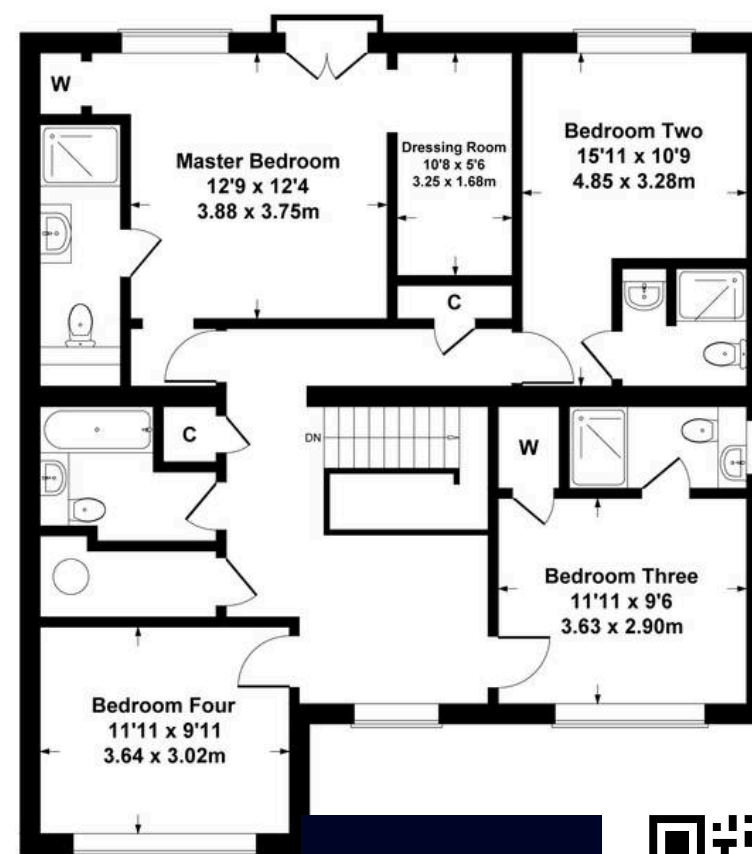 W
Master Bedroom
12'9 x 12'4
3.88 x 3.75m
Dressing Room
10'8 x 5'6
3.25 x 1.68m
Bedroom Two
15'11 x 10'9
4.85 x 3.28m
C
C
DN
W
Bedroom Three
11'11 x 9'6
3.63 x 2.90m
Bedroom Four
11'11 x 9'11
3.64 x 3.02m